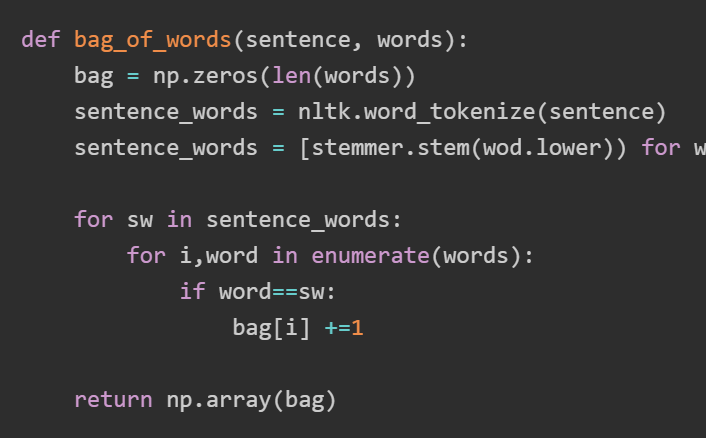 def bag_of_words(sentence, words):
    bag = np.zeros(len(words))
    sentence_words = nltk.word_tokenize(sentence)
    sentence_words = [stemmer.stem(wod.lower)) for w
    for sw in sentence_words:
        for i,word in enumerate(words):
            if word==sw:
                bag[i] +=1
    return np.array(bag)